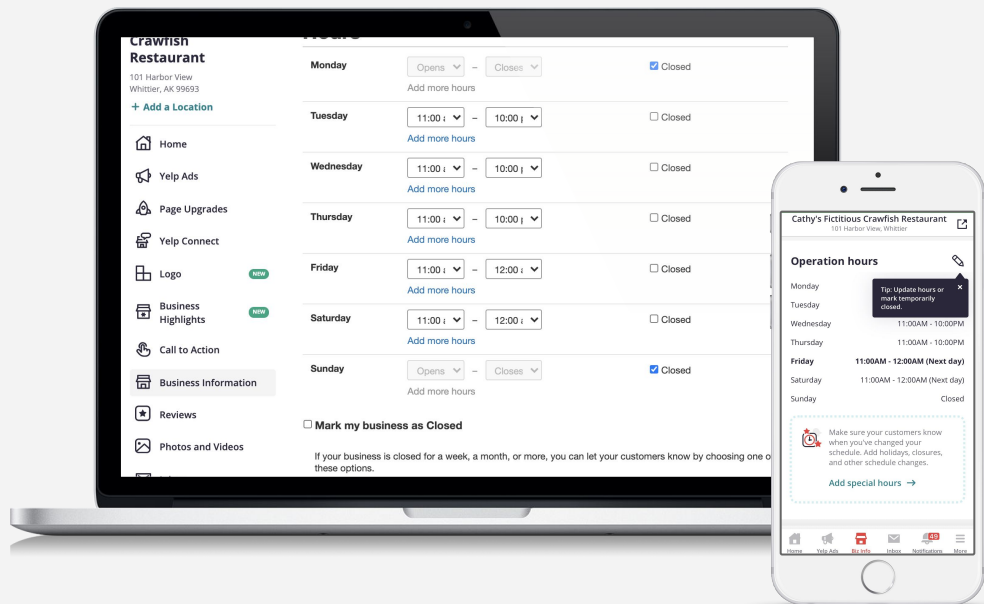 Crawfish
Restaurant
101 Harbor View
Whittier, AK 99693
+ Add a Location
Home
Yelp Ads
Page Upgrades
Yelp Connect
Logo NEW
Business
Highlights NEW
Call to Action
Business Information
Reviews
Photos and Videos
Hours
Monday Opens – Closes Closed
Add more hours
Tuesday 11:00 a – 10:00 p Closed
Add more hours
Wednesday 11:00 a – 10:00 p Closed
Add more hours
Thursday 11:00 a – 10:00 p Closed
Add more hours
Friday 11:00 a – 12:00 a Closed
Add more hours
Saturday 11:00 a – 12:00 a Closed
Add more hours
Sunday Opens – Closes Closed
Add more hours
Mark my business as Closed
If your business is closed for a week, a month, or more, you can let your customers know by choosing one o
these options.
Cathy's Fictitious Crawfish Restaurant
101 Harbor View, Whittier
Operation hours
Tip: Update hours or
mark temporarily
closed.
×
Monday
Tuesday
Wednesday 11:00AM - 10:00PM
Thursday 11:00AM - 10:00PM
Friday 11:00AM - 12:00AM (Next day)
Saturday 11:00AM - 12:00AM (Next day)
Sunday Closed
Make sure your customers know
when you've changed your
schedule. Add holidays, closures,
and other schedule changes.
Add special hours →
Home Yelp Ads Biz Info Inbox Notifications More
49